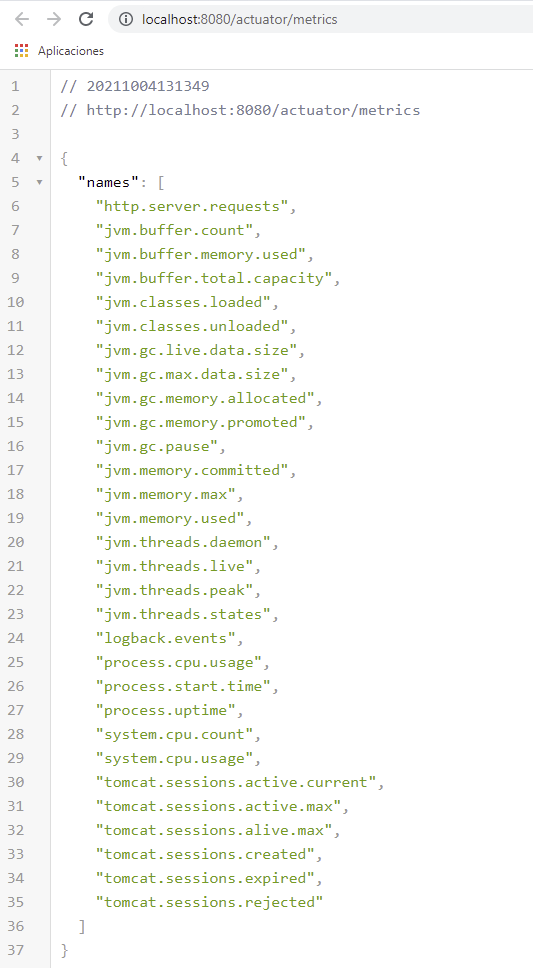 localhost:8080/actuator/metrics
Aplicaciones
1 // 20211004131349
2 // http://localhost:8080/actuator/metrics
3
4 {
5 "names": [
6 "http.server.requests",
7 "jvm.buffer.count",
8 "jvm.buffer.memory.used",
9 "jvm.buffer.total.capacity",
10 "jvm.classes.loaded",
11 "jvm.classes.unloaded",
12 "jvm.gc.live.data.size",
13 "jvm.gc.max.data.size",
14 "jvm.gc.memory.allocated",
15 "jvm.gc.memory.promoted",
16 "jvm.gc.pause",
17 "jvm.memory.committed",
18 "jvm.memory.max",
19 "jvm.memory.used",
20 "jvm.threads.daemon",
21 "jvm.threads.live",
22 "jvm.threads.peak",
23 "jvm.threads.states",
24 "logback.events",
25 "process.cpu.usage",
26 "process.start.time",
27 "process.uptime",
28 "system.cpu.count",
29 "system.cpu.usage",
30 "tomcat.sessions.active.current",
31 "tomcat.sessions.active.max",
32 "tomcat.sessions.alive.max",
33 "tomcat.sessions.created",
34 "tomcat.sessions.expired",
35 "tomcat.sessions.rejected"
36 ]
37 }